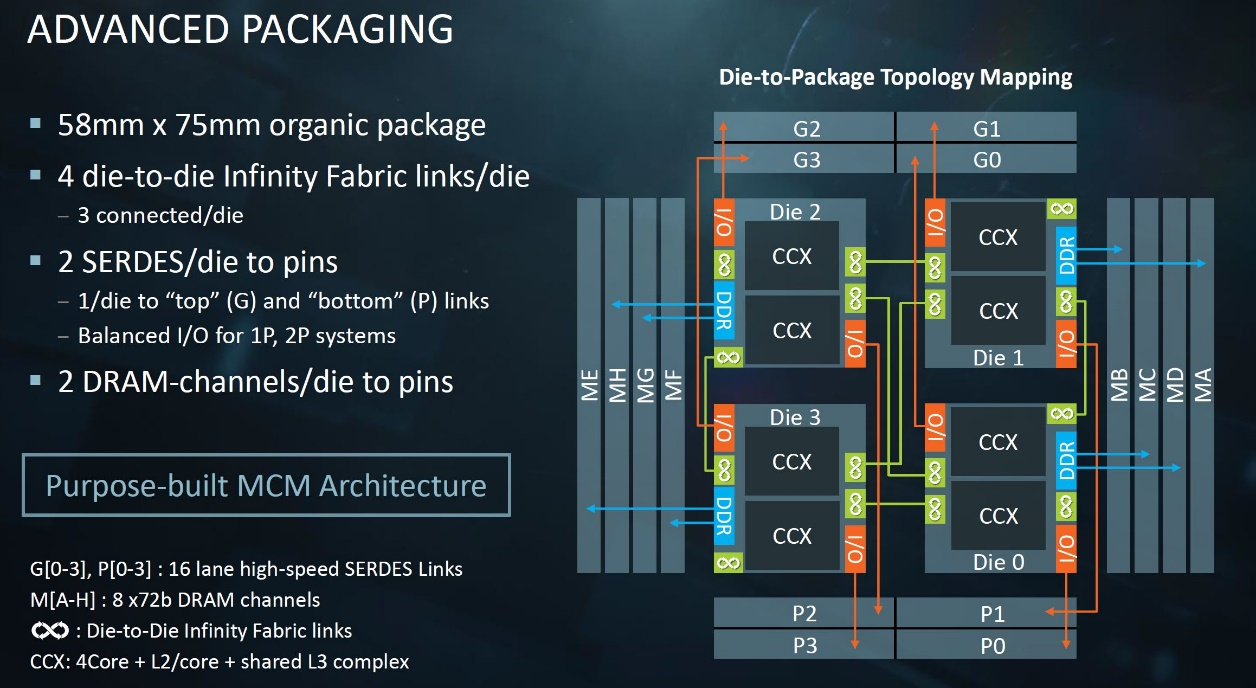 ADVANCED PACKAGING
▪ 58mm x 75mm organic package
▪ 4 die-to-die Infinity Fabric links/die
– 3 connected/die
▪ 2 SERDES/die to pins
– 1/die to “top” (G) and “bottom” (P) links
– Balanced I/O for 1P, 2P systems
▪ 2 DRAM-channels/die to pins
Purpose-built MCM Architecture
G[0-3], P[0-3] : 16 lane high-speed SERDES Links
M[A-H] : 8 x72b DRAM channels
: Die-to-Die Infinity Fabric links
CCX: 4Core + L2/core + shared L3 complex
Die-to-Package Topology Mapping
G2 G1
G3 G0
ME MH MG MF
I/O Die 2
CCX
DDR
CCX
I/O
I/O
CCX
DDR
CCX
I/O
Die 1
I/O Die 3
CCX
DDR
CCX
I/O
I/O
CCX
DDR
CCX
I/O
Die 0
MB MC MD MA
P2 P1
P3 P0